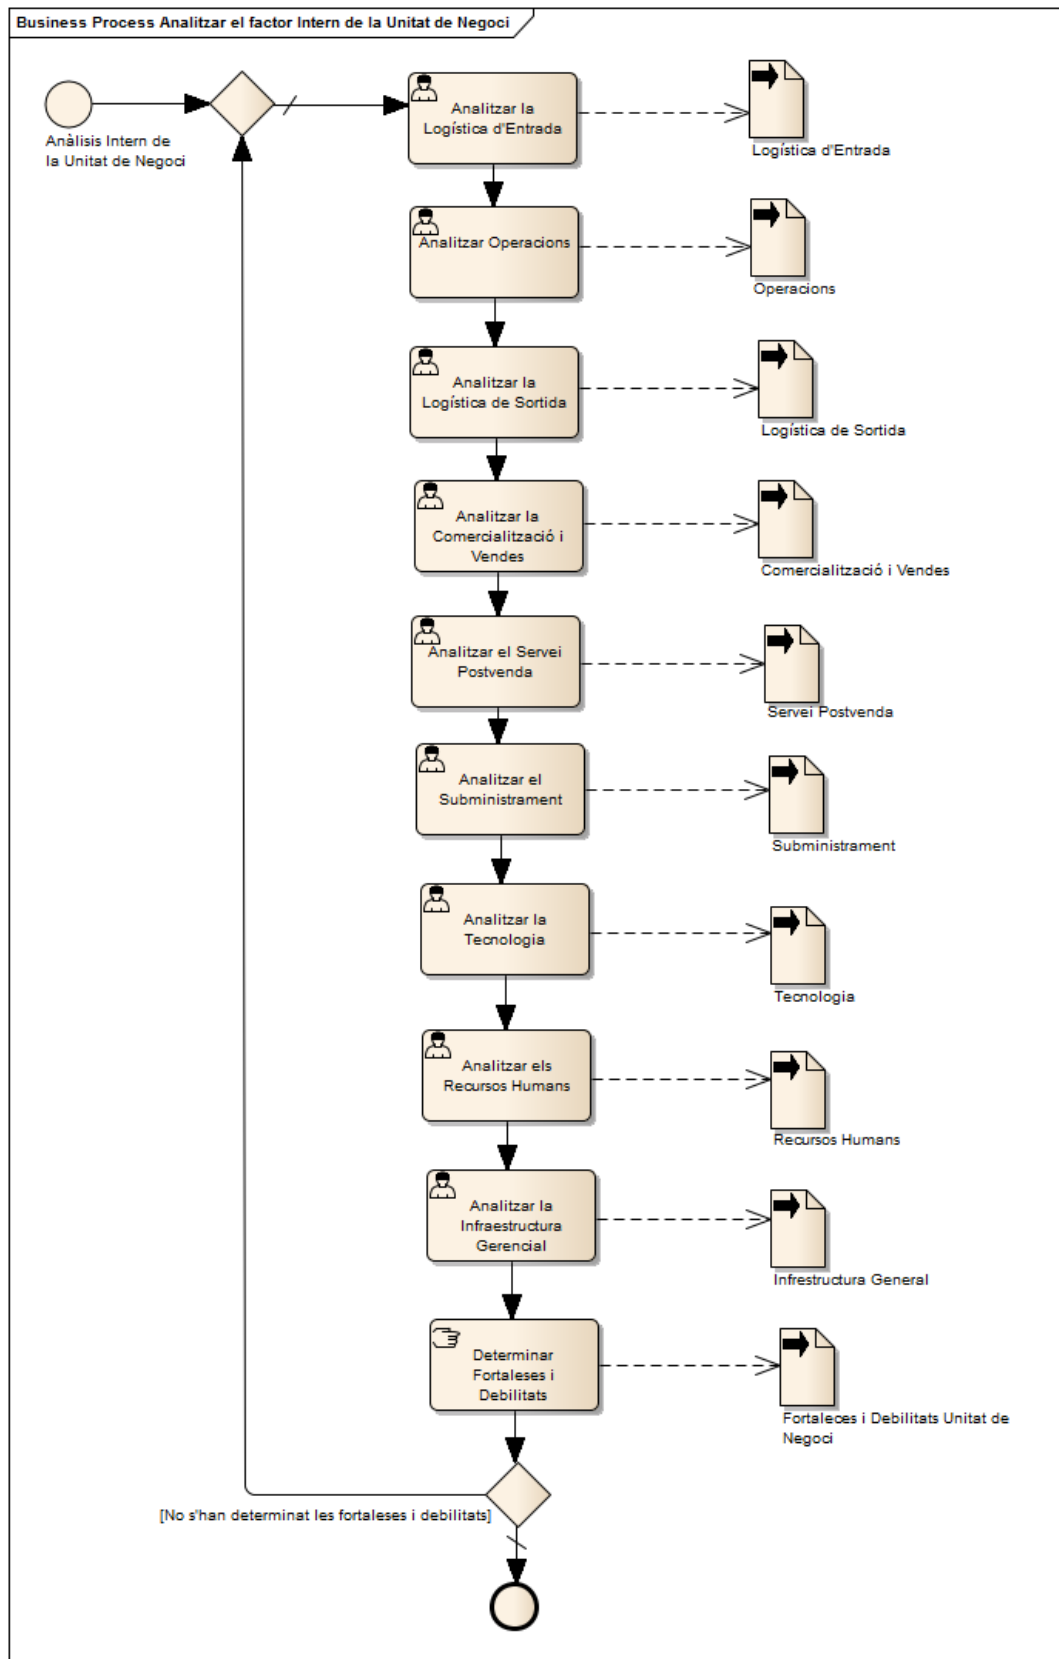 Business Process Analitzar el factor Intern de la Unitat de Negoci
Anàlisis Intern de
la Unitat de Negoci
Analitzar la
Logística d'Entrada
Logística d'Entrada
Analitzar Operacions
Operacions
Analitzar la
Logística de Sortida
Logística de Sortida
Analitzar la
Comercialització i
Vendes
Comercialització i Vendes
Analitzar el Servei
Postvenda
Servei Postvenda
Analitzar el
Subministrament
Subministrament
Analitzar la
Tecnologia
Tecnologia
Analitzar els
Recursos Humans
Recursos Humans
Analitzar la
Infraestructura
Gerencial
Infrestructura General
Determinar
Fortaleses i
Debilitats
Fortaleces i Debilitats Unitat de
Negoci
[No s'han determinat les fortaleses i debilitats]